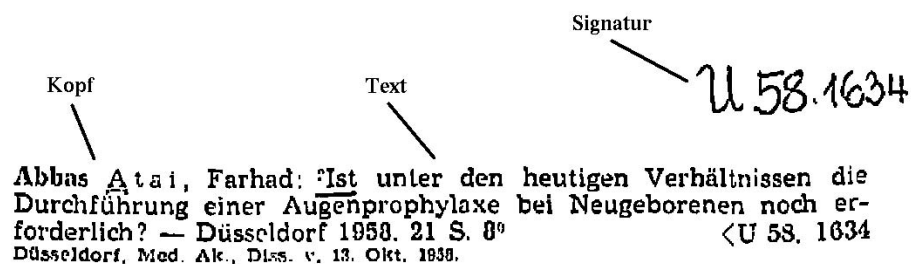 Signatur
Kopf
Text
U 58.1634
Abbas Atai, Farhad: "Ist unter den heutigen Verhältnissen die
Durchführung einer Augenprophylaxe bei Neugeborenen noch er-
forderlich? — Düsseldorf 1958. 21 S. 8°
<U 58. 1634
Düsseldorf, Med. Ak., Diss. v. 13. Okt. 1958.